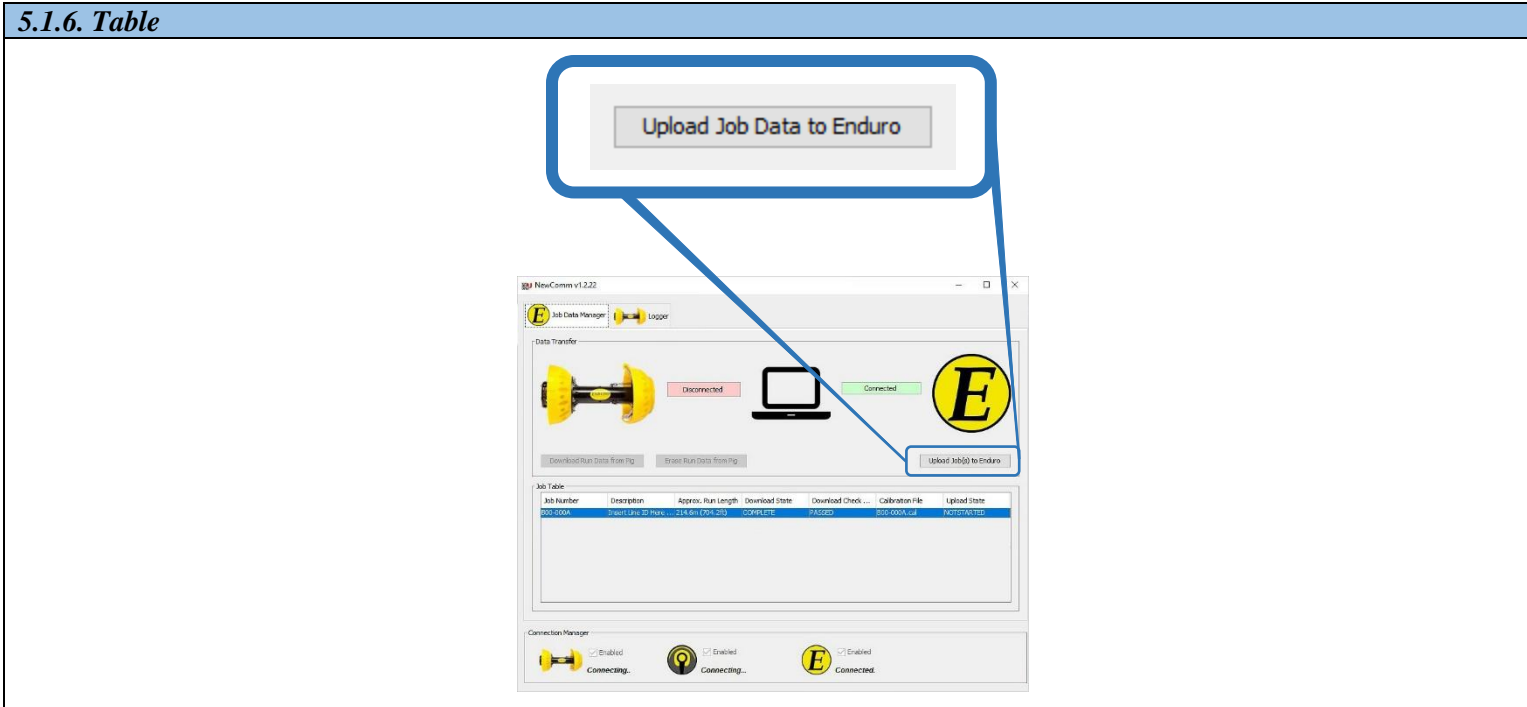 5.1.6. Table
Upload Job Data to Enduro
NewComm v1.2.22
Job Data Manager Logger
Data Transfer
Disconnected
Connected
E
Download Run Data from Pig Erase Run Data from Pig Upload Job(s) to Enduro
Job Table
Job Number Description Approx. Run Length Download State Download Check ... Calibration File Upload State
800-000A Insert Line ID Here ... 214.6m (704.2ft) COMPLETE PASSED 800-000A.cal NOTSTARTED
Connection Manager
Enabled Enabled Enabled
Connecting.. Connecting... Connected.